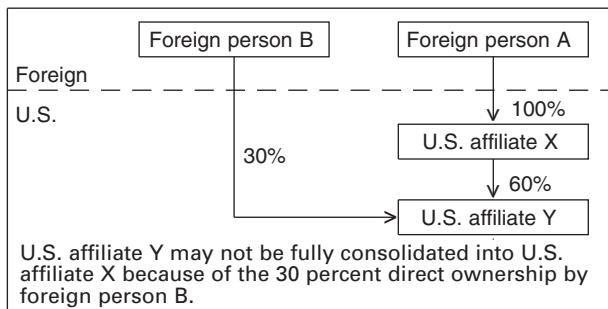 Foreign person B
Foreign person A
Foreign
U.S.
100%
U.S. affiliate X
30%
60%
U.S. affiliate Y
U.S. affiliate Y may not be fully consolidated into U.S.
affiliate X because of the 30 percent direct ownership by
foreign person B.